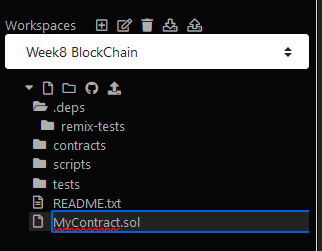 Workspaces
Week8 BlockChain
.deps
remix-tests
contracts
scripts
tests
README.txt
MyContract.sol